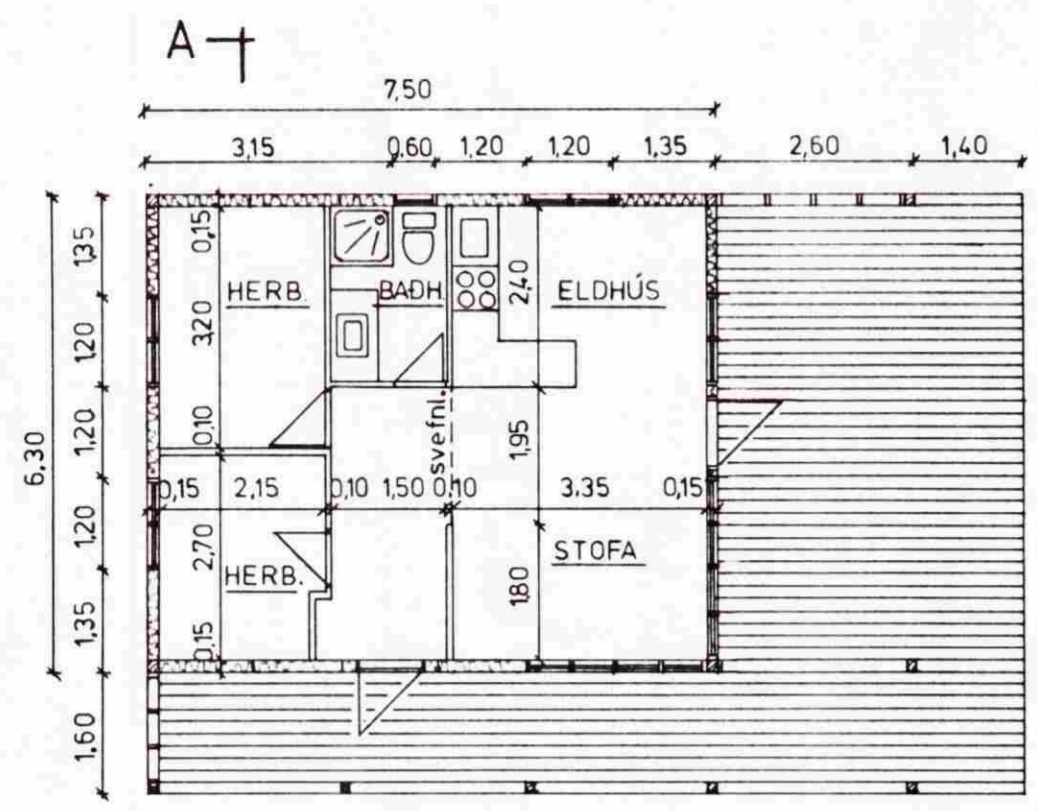 A
7,50
3,15 0,60 1,20 1,20 1,35 2,60 1,40
6.30
1,35
1,20
1,20
1,20
1,35
1,60
0,15
3,20
0,10
2,70
0,15
HERB.
BAÐH.
2,40
ELDHÚS
svefnl.
1,95
0,15 2,15 0,10 1,50 0,10 3,35 0,15
HERB.
STOFA
1,80